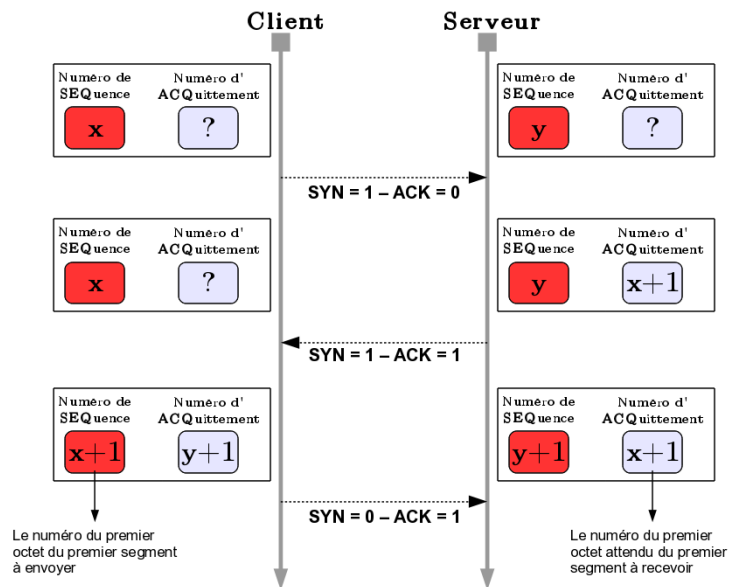 Client
Serveur
Numéro de
SEQuence
Numéro d'
ACQuittement
x
?
Numéro de
SEQuence
Numéro d'
ACQuittement
y
?
SYN = 1 – ACK = 0
Numéro de
SEQuence
Numéro d'
ACQuittement
x
?
Numéro de
SEQuence
Numéro d'
ACQuittement
y
x+1
SYN = 1 – ACK = 1
Numéro de
SEQuence
Numéro d'
ACQuittement
x+1
y+1
Numéro de
SEQuence
Numéro d'
ACQuittement
y+1
x+1
SYN = 0 – ACK = 1
Le numéro du premier
octet du premier segment
à envoyer
Le numéro du premier
octet attendu du premier
segment à recevoir